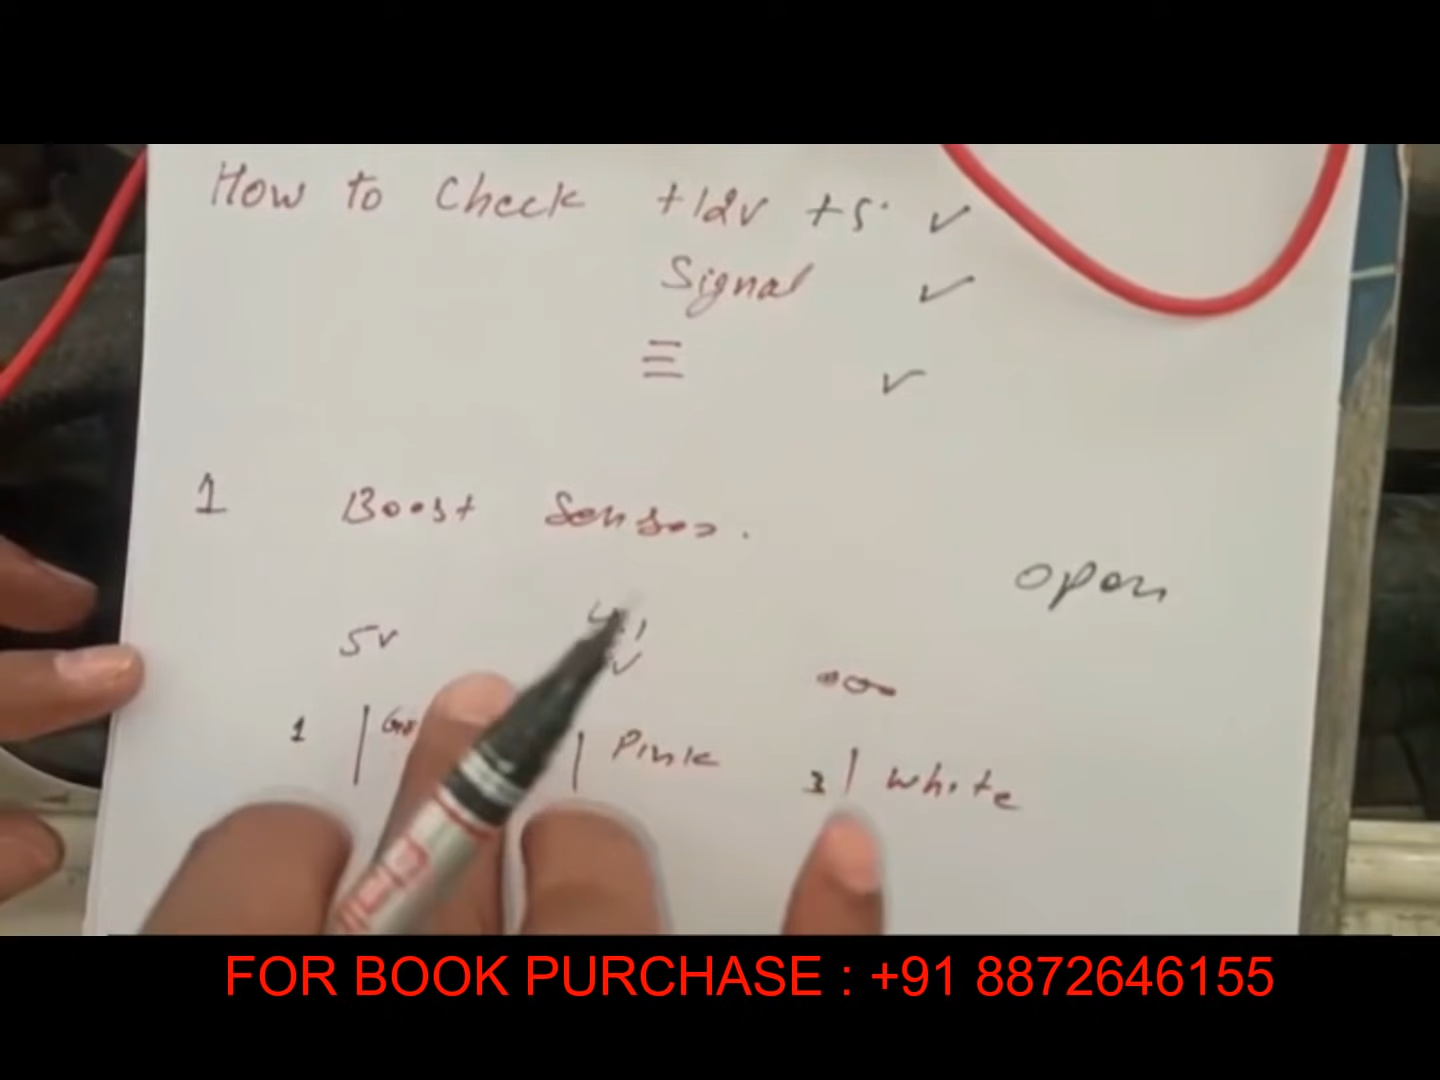 How to Check +12v +5 ✓
Signal ✓
✓
1 Boost Sensor.
open
5v
1 | | Pink 3 | white
FOR BOOK PURCHASE : +91 8872646155